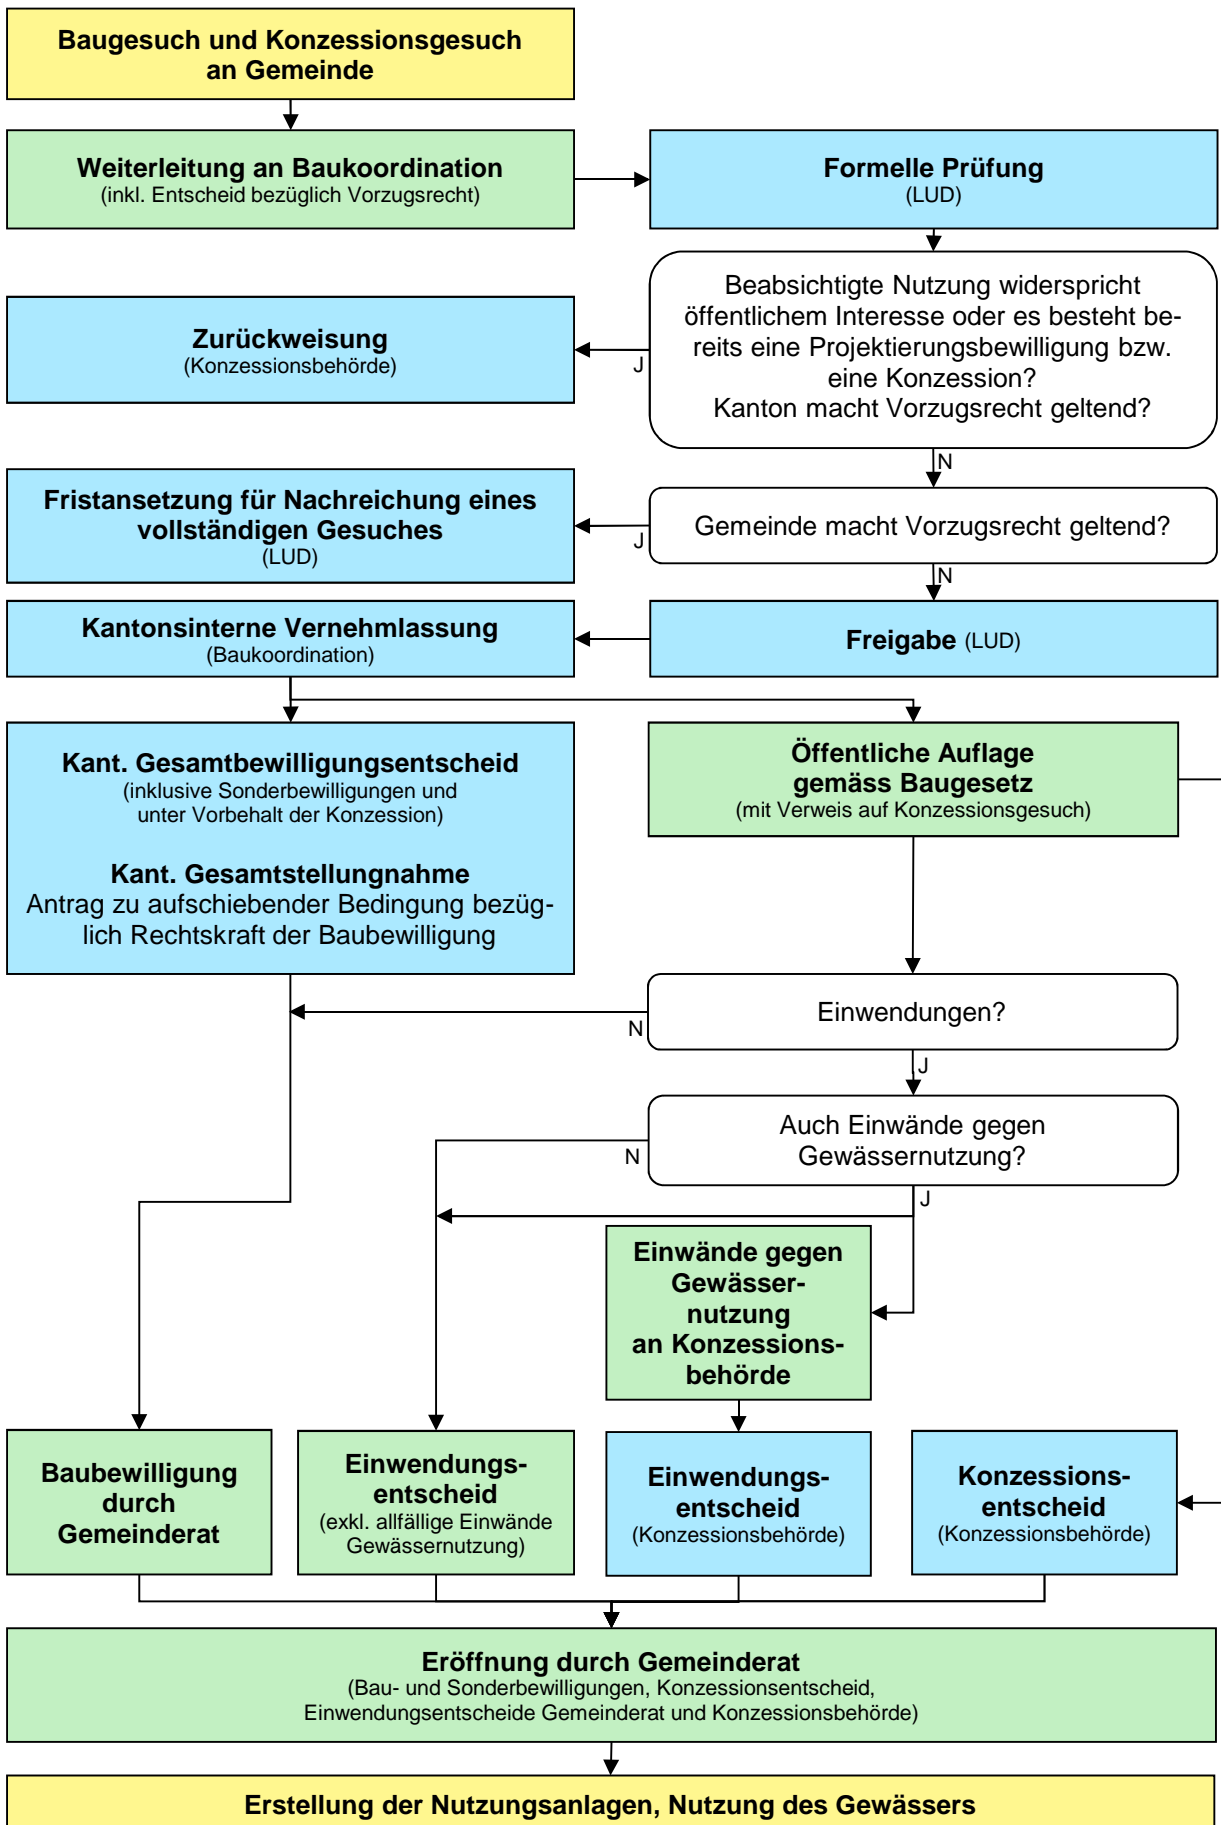 Baugesuch und Konzessionsgesuch
an Gemeinde
Weiterleitung an Baukoordination
(inkl. Entscheid bezüglich Vorzugsrecht)
Formelle Prüfung
(LUD)
Beabsichtigte Nutzung widerspricht
öffentlichem Interesse oder es besteht be-
reits eine Projektierungsbewilligung bzw.
eine Konzession?
Kanton macht Vorzugsrecht geltend?
J
Zurückweisung
(Konzessionsbehörde)
N
Fristansetzung für Nachreichung eines
vollständigen Gesuches
(LUD)
J
Gemeinde macht Vorzugsrecht geltend?
N
Kantonsinterne Vernehmlassung
(Baukoordination)
Freigabe (LUD)
Kant. Gesamtbewilligungsentscheid
(inklusive Sonderbewilligungen und
unter Vorbehalt der Konzession)
Kant. Gesamtstellungnahme
Antrag zu aufschiebender Bedingung bezüg-
lich Rechtskraft der Baubewilligung
Öffentliche Auflage
gemäss Baugesetz
(mit Verweis auf Konzessionsgesuch)
Einwendungen?
N
J
Auch Einwände gegen
Gewässernutzung?
N
J
Einwände gegen
Gewässer-
nutzung
an Konzessions-
behörde
Baubewilligung
durch
Gemeinderat
Einwendungs-
entscheid
(exkl. allfällige Einwände
Gewässernutzung)
Einwendungs-
entscheid
(Konzessionsbehörde)
Konzessions-
entscheid
(Konzessionsbehörde)
Eröffnung durch Gemeinderat
(Bau- und Sonderbewilligungen, Konzessionsentscheid,
Einwendungsentscheide Gemeinderat und Konzessionsbehörde)
Erstellung der Nutzungsanlagen, Nutzung des Gewässers